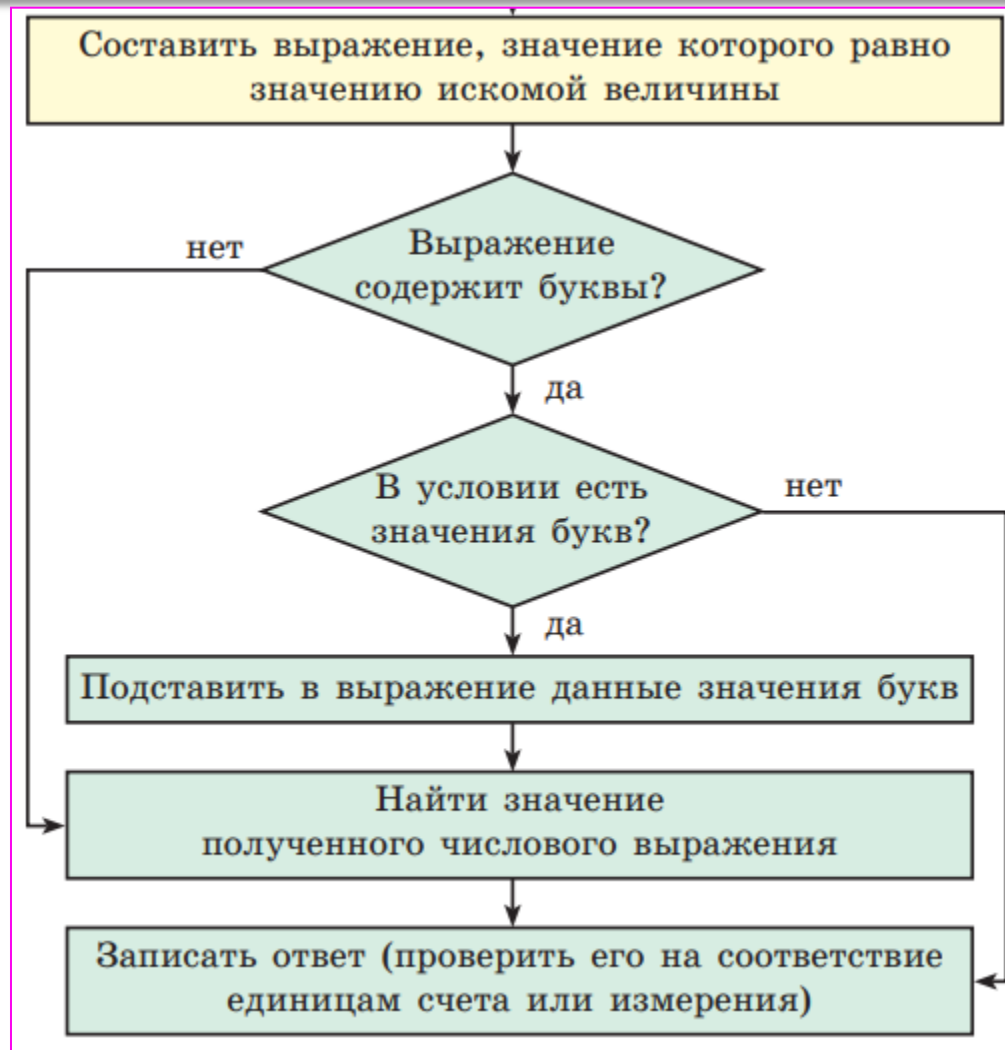 Составить выражение, значение которого равно
значению искомой величины
нет
Выражение
содержит буквы?
да
В условии есть
значения букв?
нет
да
Подставить в выражение данные значения букв
Найти значение
полученного числового выражения
Записать ответ (проверить его на соответствие
единицам счета или измерения)